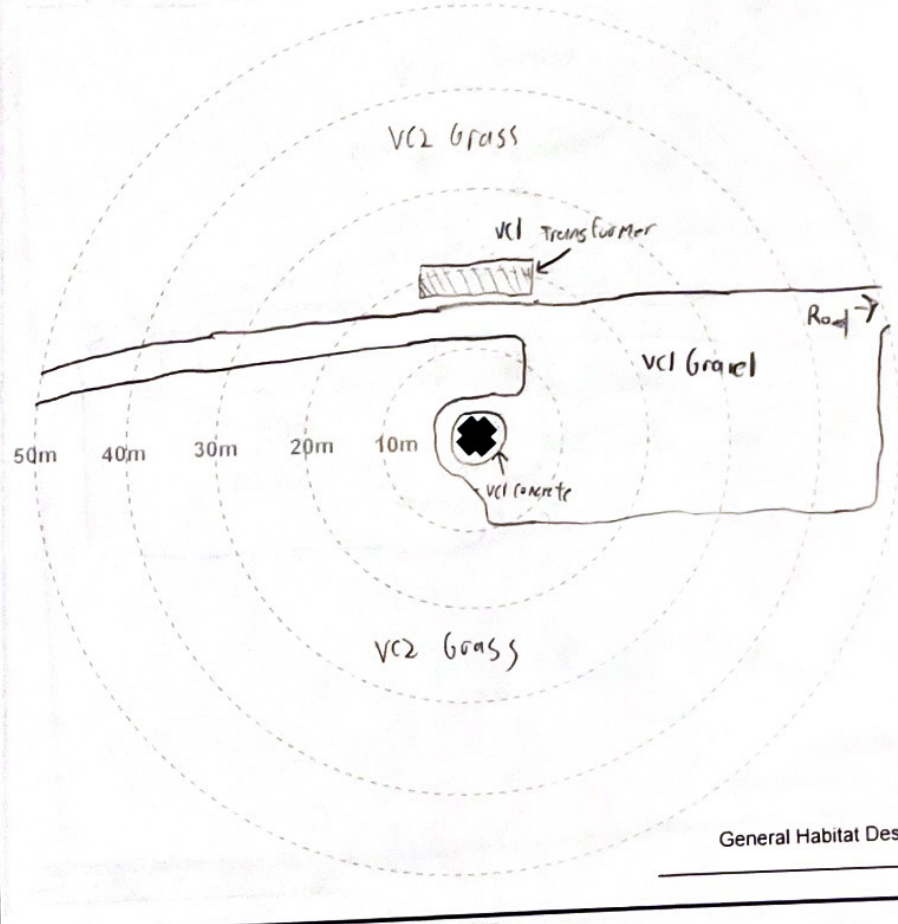 VC2 Grass
VC1 Transformer
Road
VC1 Gravel
50m 40m 30m 20m 10m
VC1 Concrete
VC2 Grass
General Habitat Des